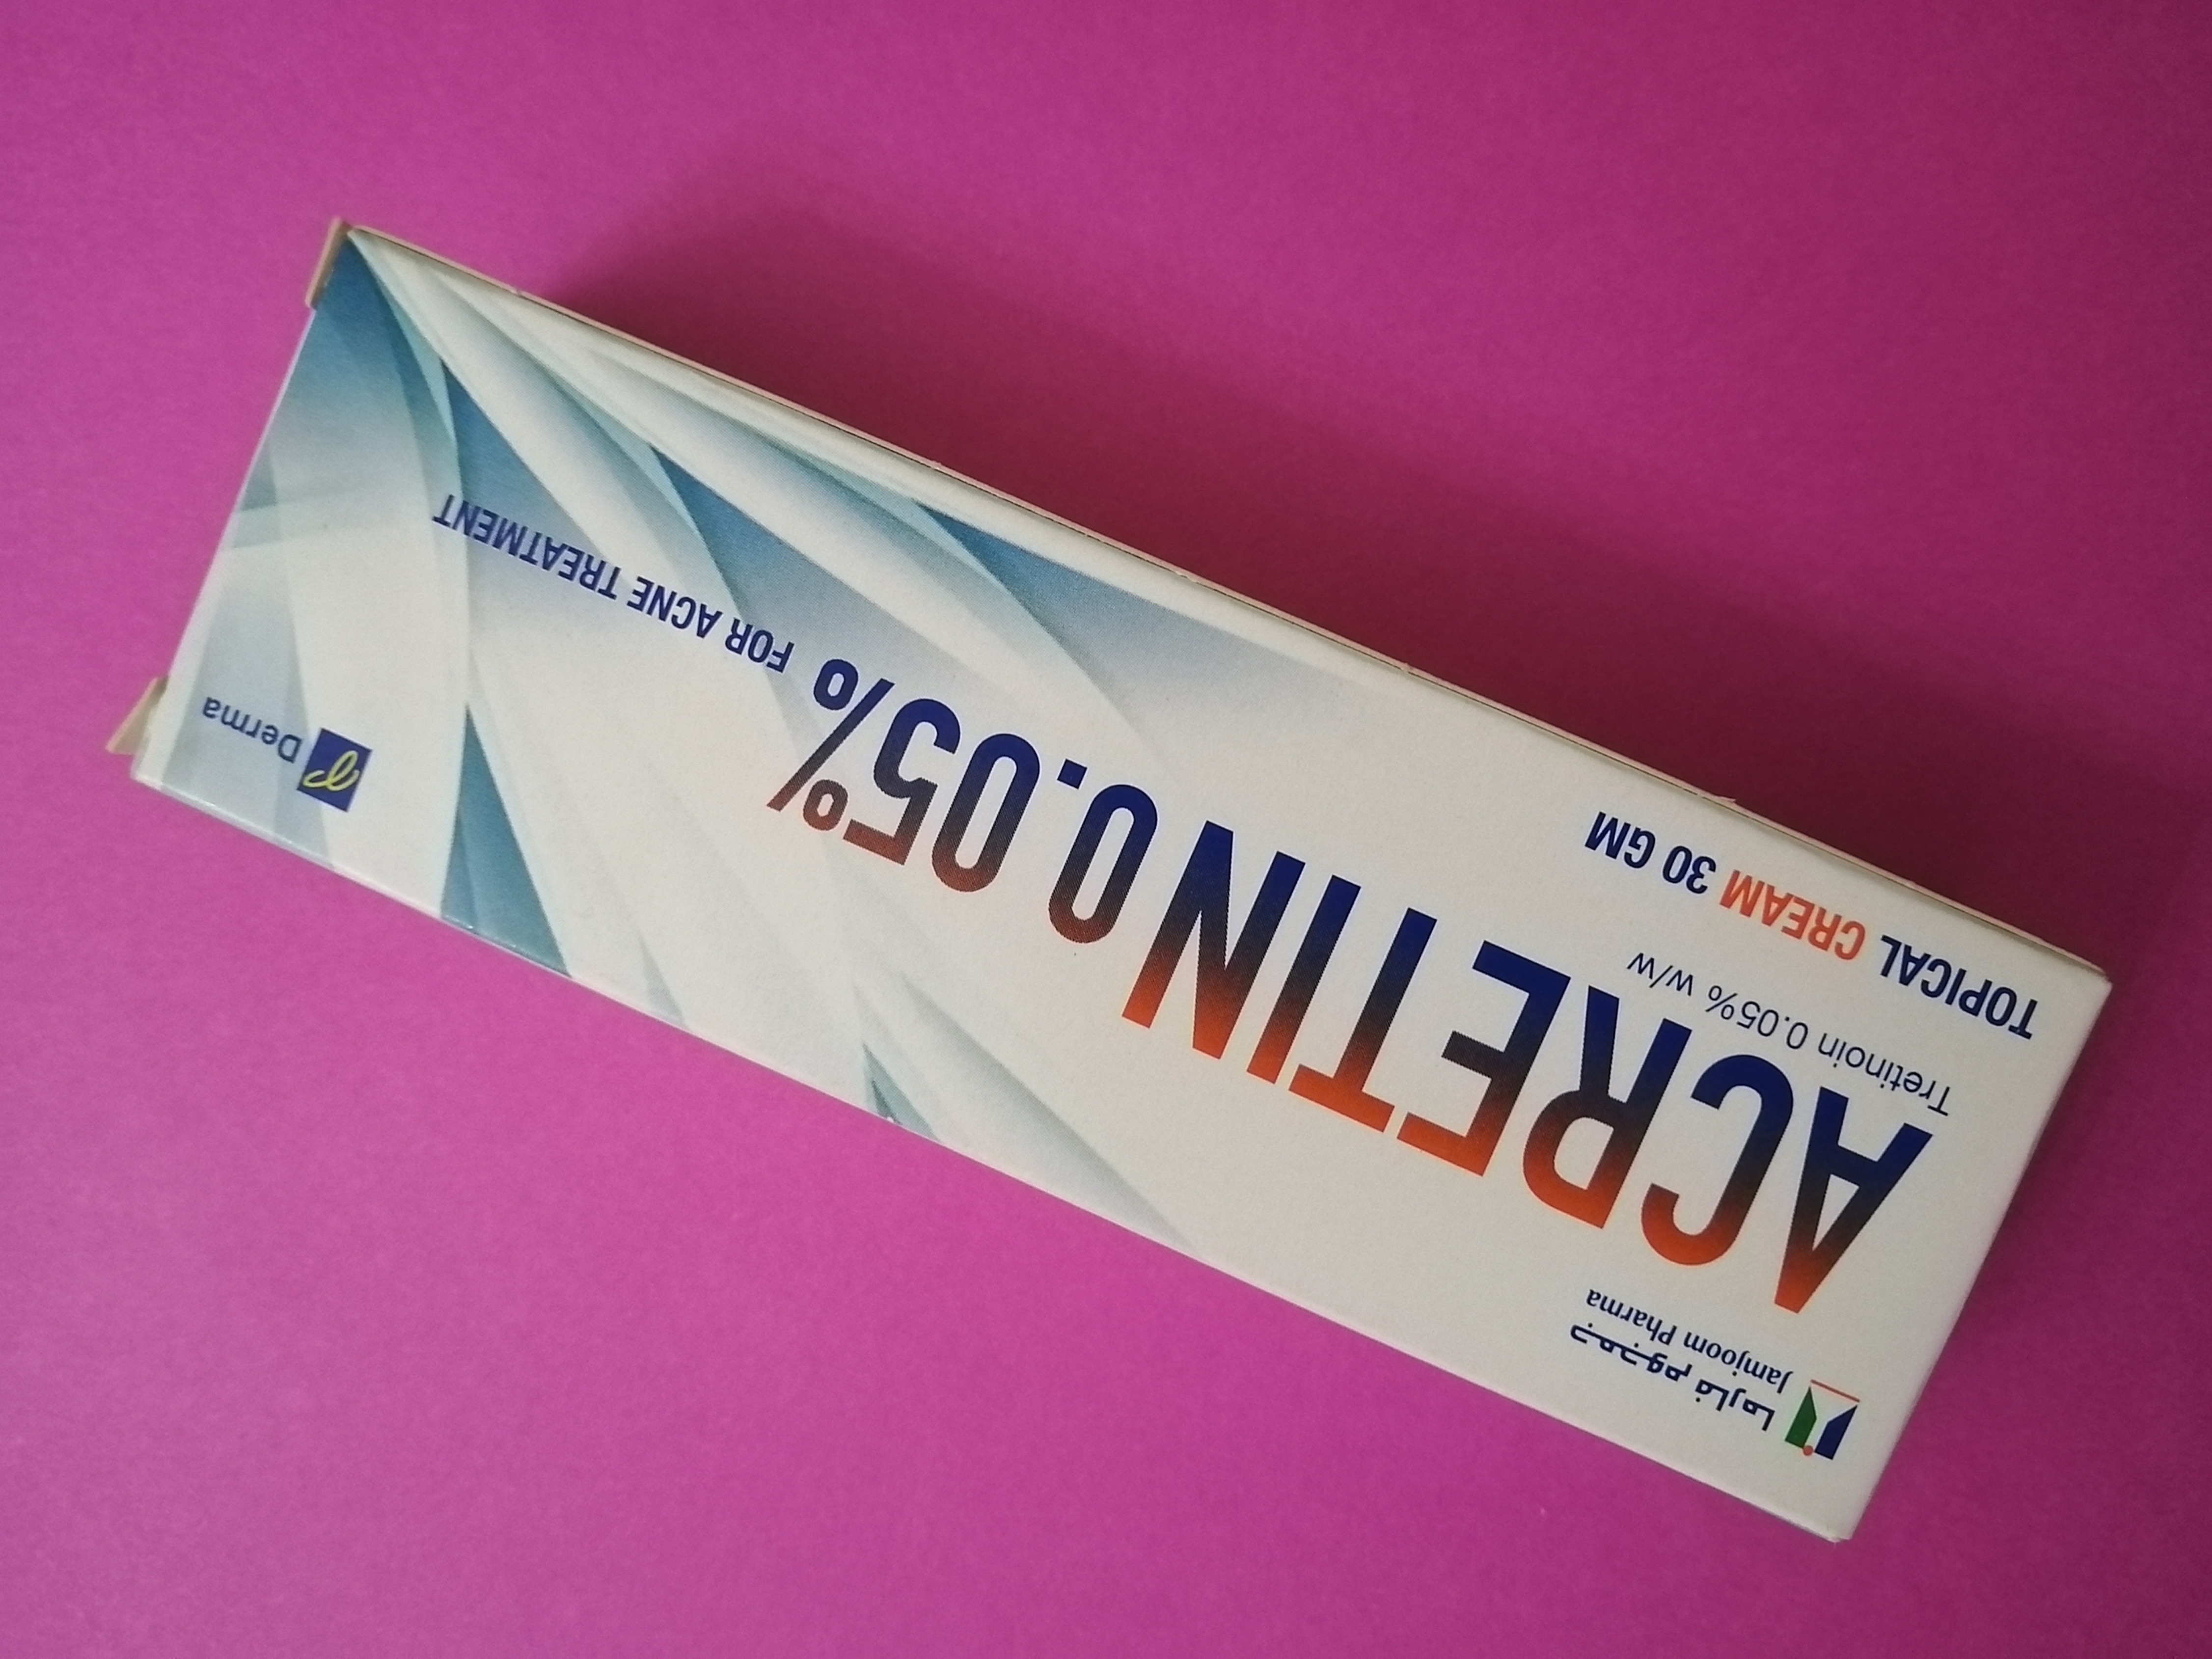 جمجوم فارما
Jamjoom Pharma
ACRETIN 0.05% FOR ACNE TREATMENT
Tretinoin 0.05% w/w
TOPICAL CREAM 30 GM
Derma